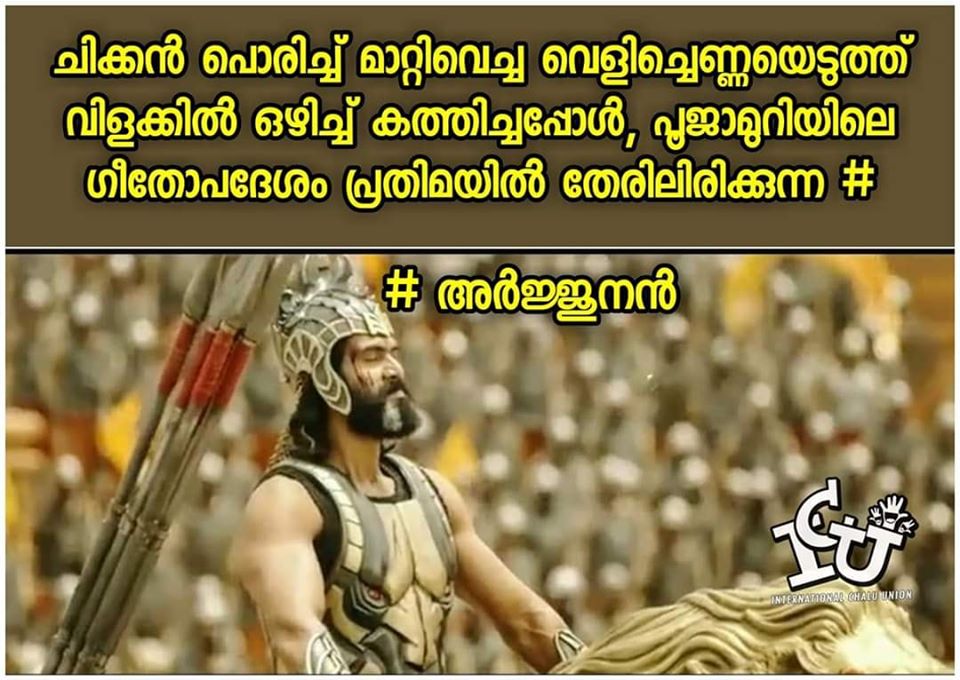 ചിക്കൻ പൊരിച്ച് മാറ്റിവെച്ച വെളിച്ചെണ്ണയെടുത്ത്
വിളക്കിൽ ഒഴിച്ച് കത്തിച്ചപ്പോൾ, പൂജാമുറിയിലെ
ഗീതോപദേശം പ്രതിമയിൽ തേരിലിരിക്കുന്ന #
# അർജ്ജുനൻ
ICU
INTERNATIONAL CHALU UNION